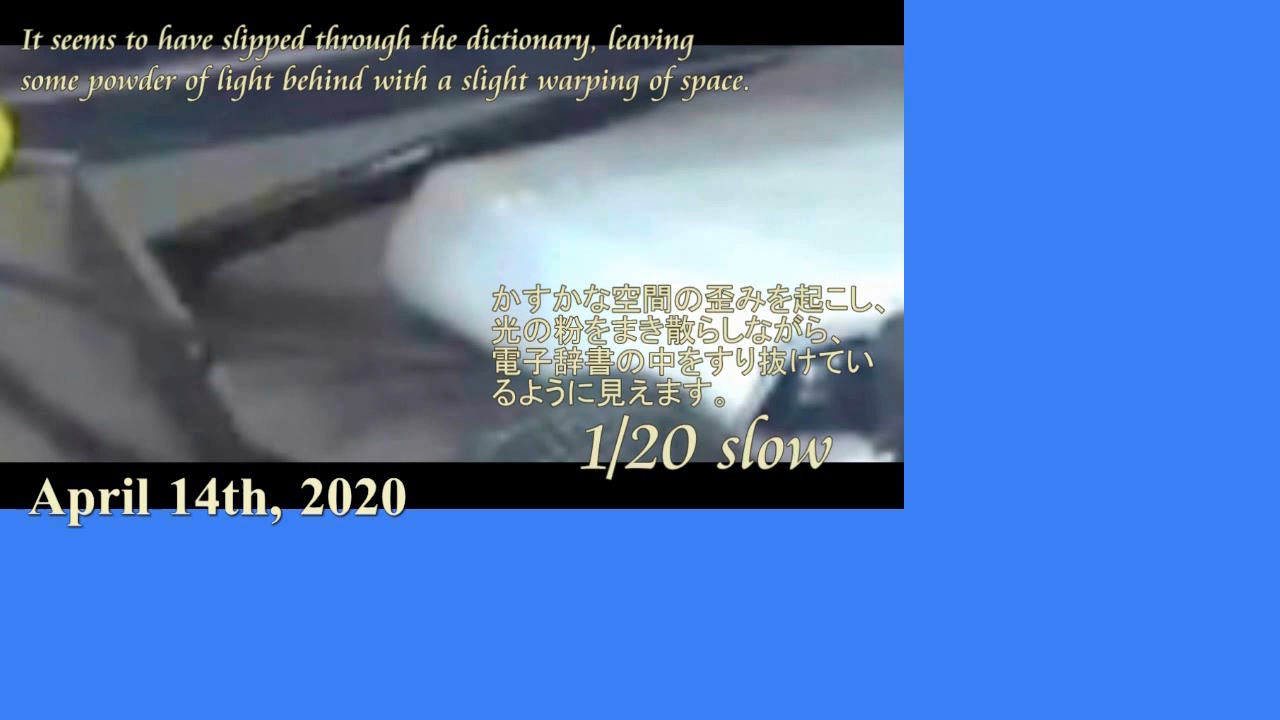 It seems to have slipped through the dictionary, leaving
some powder of light behind with a slight warping of space.
かすかな空間の歪みを起こし、
光の粉をまき散らしながら、
電子辞書の中をすり抜けてい
るように見えます。
1/20 slow
April 14th, 2020